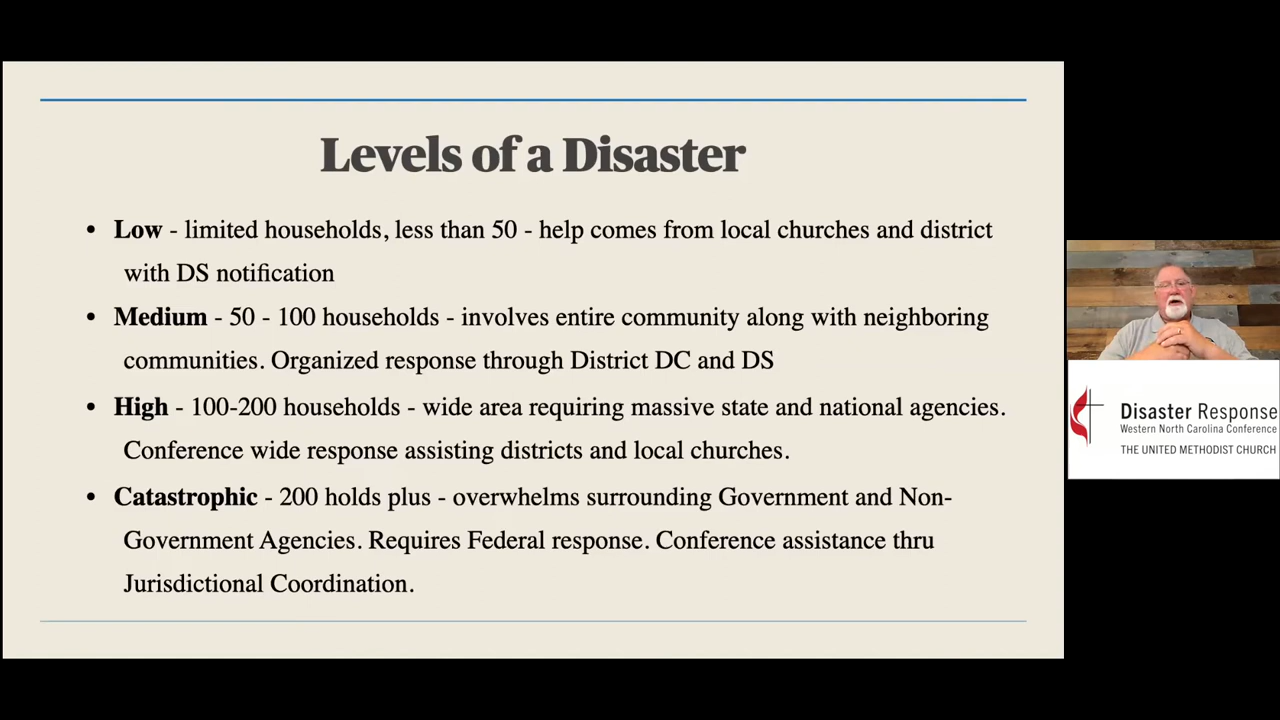 Levels of a Disaster
• Low - limited households, less than 50 - help comes from local churches and district
with DS notification
• Medium - 50 - 100 households - involves entire community along with neighboring
communities. Organized response through District DC and DS
• High - 100-200 households - wide area requiring massive state and national agencies.
Conference wide response assisting districts and local churches.
• Catastrophic - 200 holds plus - overwhelms surrounding Government and Non-
Government Agencies. Requires Federal response. Conference assistance thru
Jurisdictional Coordination.
Disaster Response
Western North Carolina Conference
THE UNITED METHODIST CHURCH